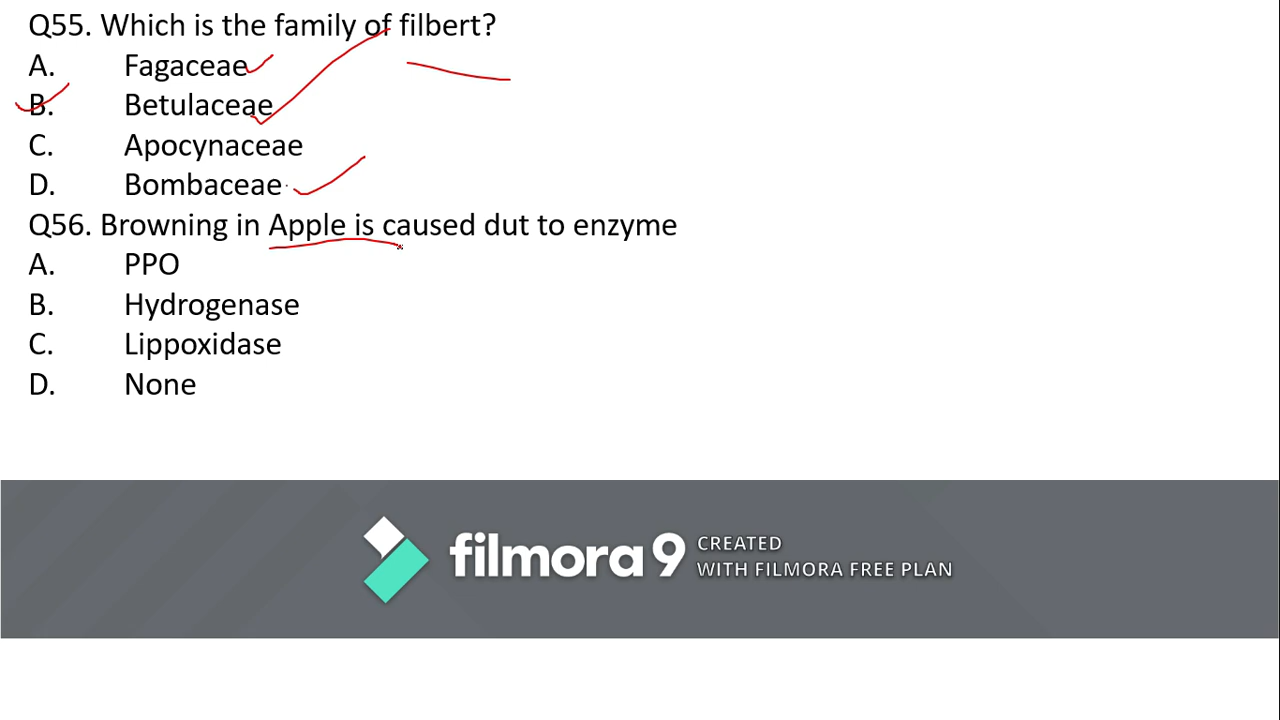 Q55. Which is the family of filbert?
A. Fagaceae
B. Betulaceae
C. Apocynaceae
D. Bombaceae
Q56. Browning in Apple is caused dut to enzyme
A. PPO
B. Hydrogenase
C. Lippoxidase
D. None
filmora 9 CREATED
WITH FILMORA FREE PLAN